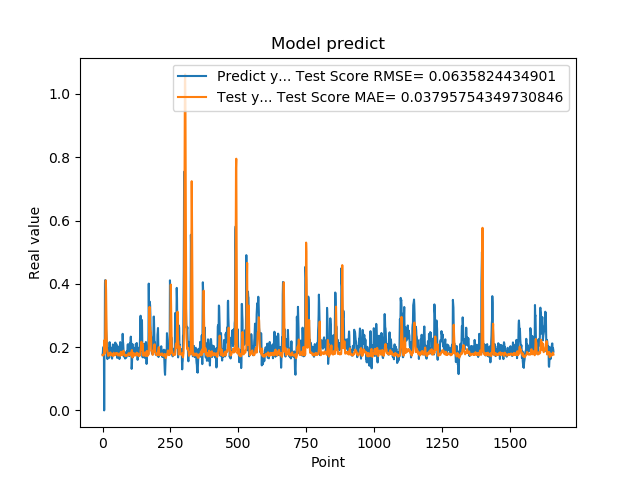 Model predict
Predict y... Test Score RMSE= 0.0635824434901
Test y... Test Score MAE= 0.03795754349730846
1.0
0.8
0.6
0.4
0.2
0.0
Real value
0 250 500 750 1000 1250 1500
Point